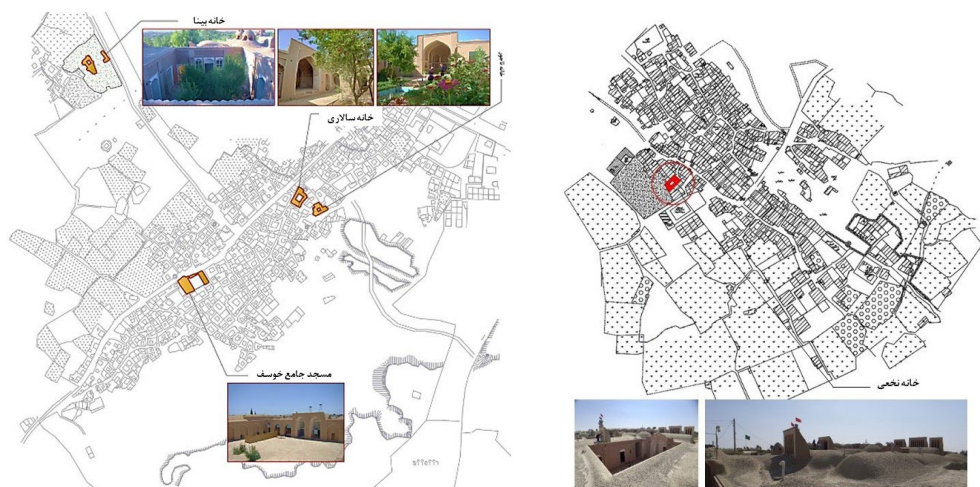 خانه بینا
خانه سالاری
مسجد جامع خوسف
خانه نخعی